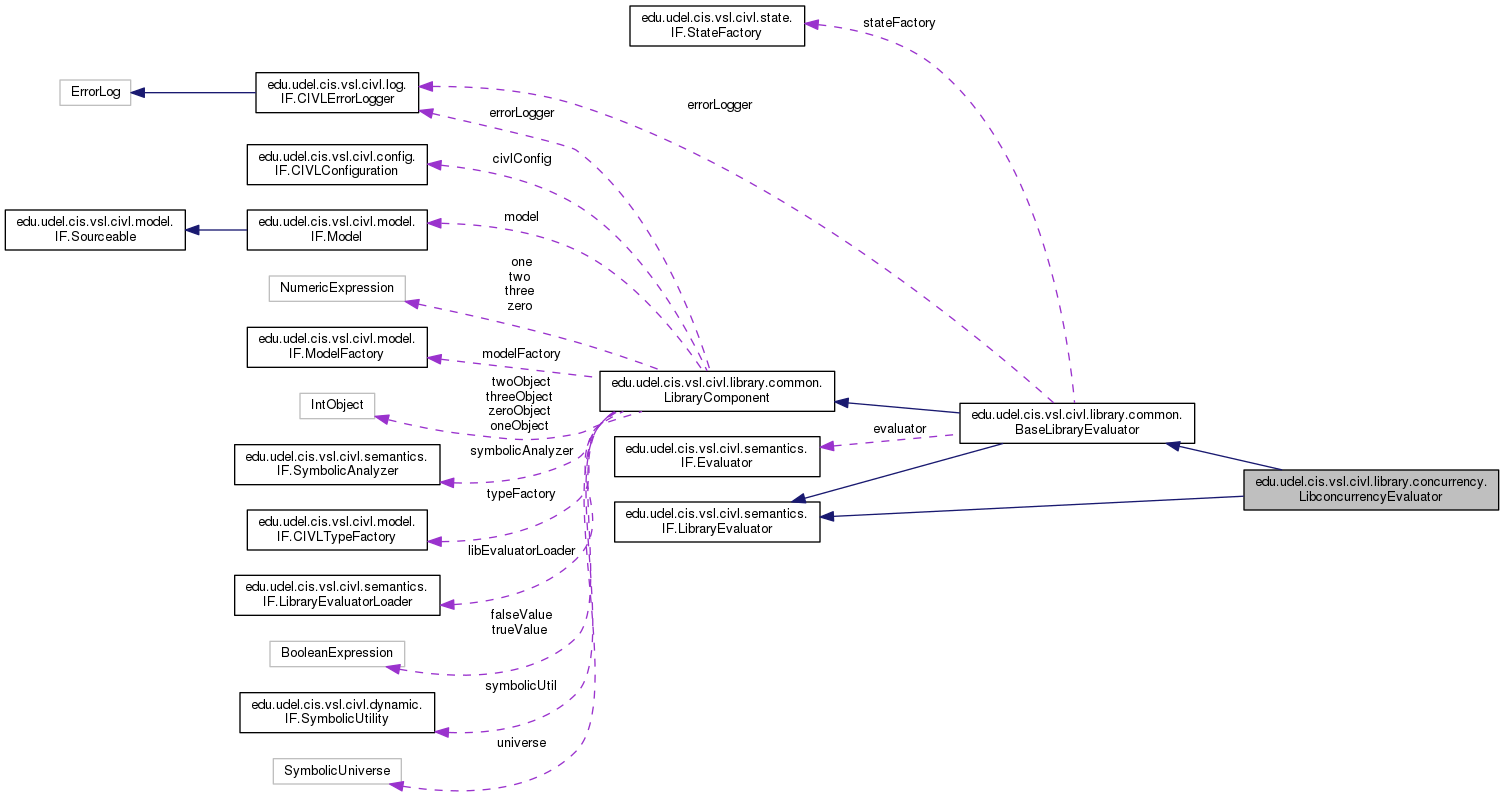 edu.udel.cis.vsl.civl.state.
IF.StateFactory
stateFactory
ErrorLog
edu.udel.cis.vsl.civl.log.
IF.CIVLErrorLogger
errorLogger
errorLogger
edu.udel.cis.vsl.civl.config.
IF.CIVLConfiguration
civlConfig
edu.udel.cis.vsl.civl.model.
IF.Sourceable
edu.udel.cis.vsl.civl.model.
IF.Model
model
NumericExpression
one
two
three
zero
edu.udel.cis.vsl.civl.model.
IF.ModelFactory
modelFactory
IntObject
twoObject
threeObject
zeroObject
oneObject
edu.udel.cis.vsl.civl.library.common.
LibraryComponent
edu.udel.cis.vsl.civl.library.common.
BaseLibraryEvaluator
evaluator
edu.udel.cis.vsl.civl.semantics.
IF.Evaluator
edu.udel.cis.vsl.civl.semantics.
IF.SymbolicAnalyzer
symbolicAnalyzer
edu.udel.cis.vsl.civl.library.concurrency.
LibconcurrencyEvaluator
edu.udel.cis.vsl.civl.semantics.
IF.LibraryEvaluator
edu.udel.cis.vsl.civl.model.
IF.CIVLTypeFactory
typeFactory
edu.udel.cis.vsl.civl.semantics.
IF.LibraryEvaluatorLoader
libEvaluatorLoader
BooleanExpression
falseValue
trueValue
edu.udel.cis.vsl.civl.dynamic.
IF.SymbolicUtility
symbolicUtil
SymbolicUniverse
universe